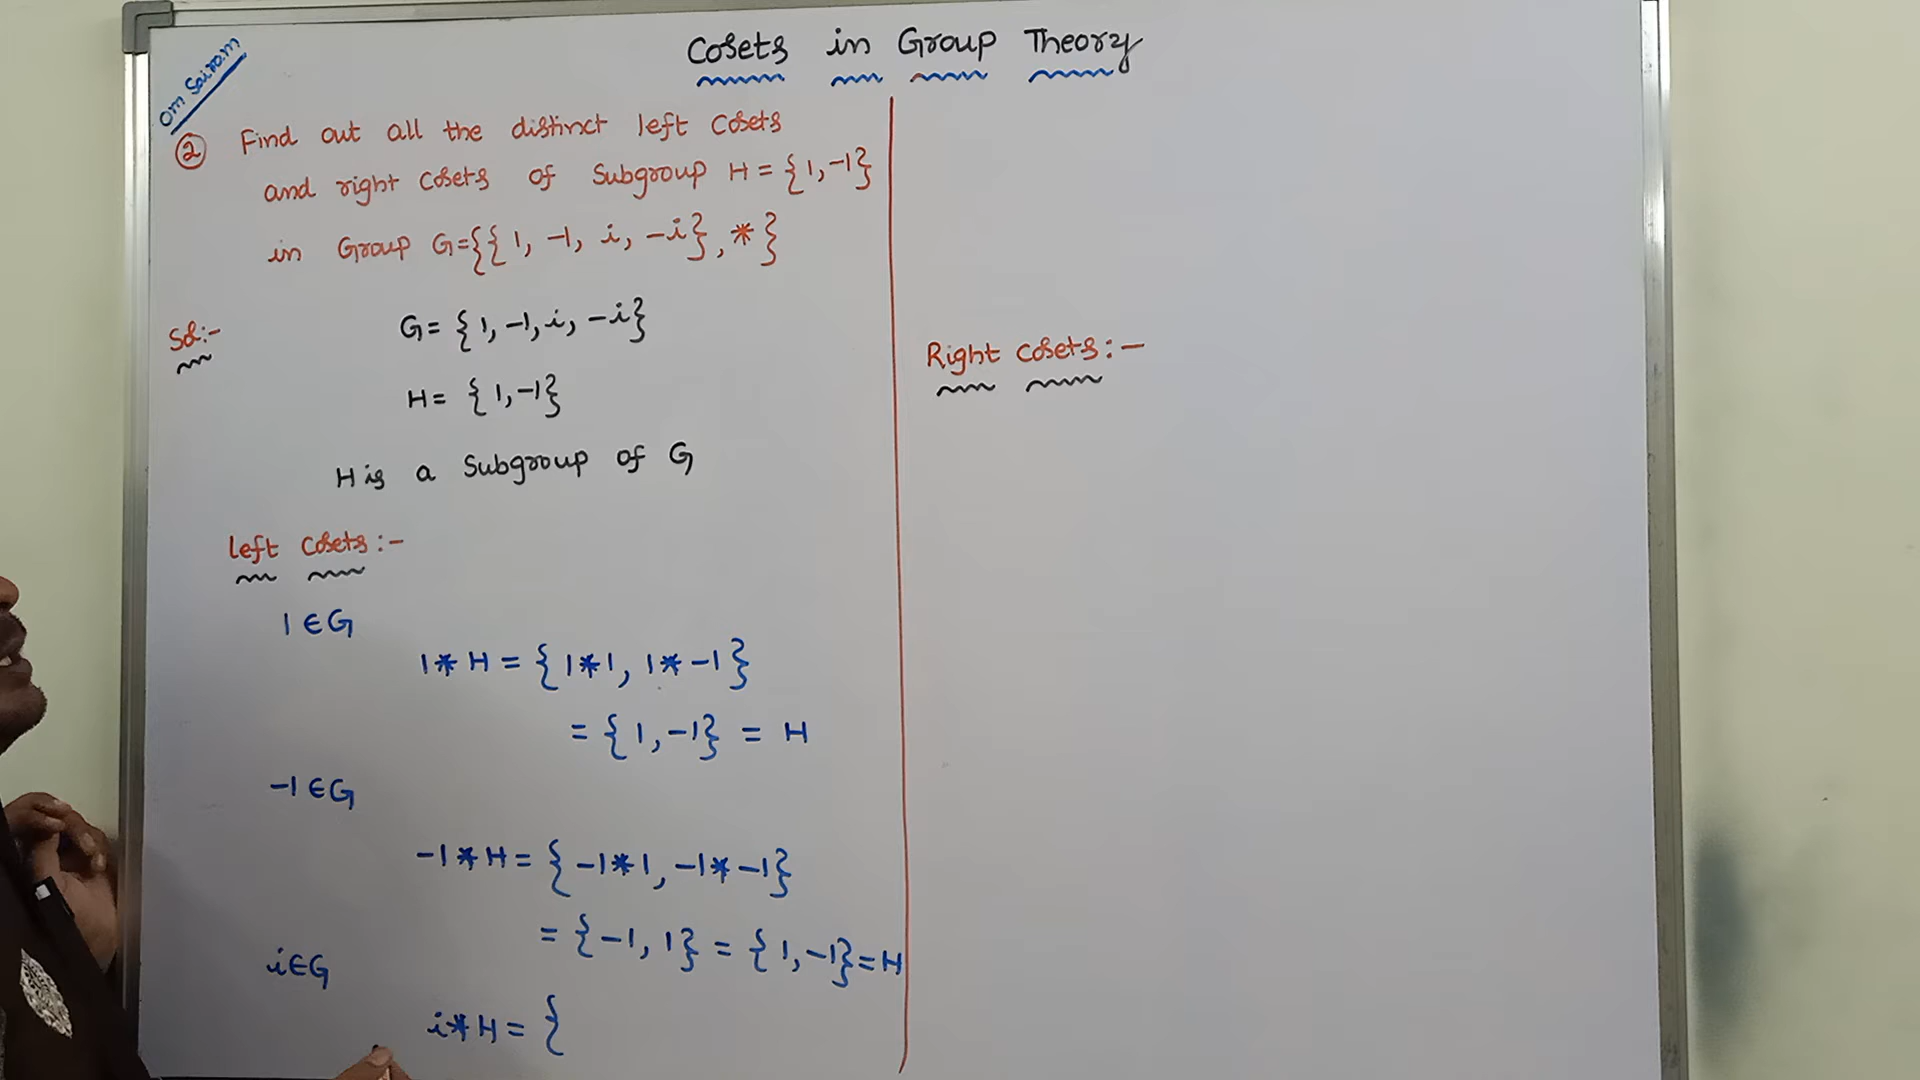 Cosets in Group Theory
Om Sairam
② Find out all the distinct left cosets
and right cosets of Subgroup H = {1, -1}
in Group G={{1, -1, i, -i}, *}
Sol:-
G= {1, -1, i, -i}
H= {1, -1}
H is a Subgroup of G
left cosets:-
1 ∈ G
1 * H = {1*1, 1* -1}
= {1, -1} = H
-1 ∈ G
-1 * H = {-1*1, -1* -1}
= {-1, 1} = {1, -1} = H
i ∈ G
i * H = {
Right cosets:-